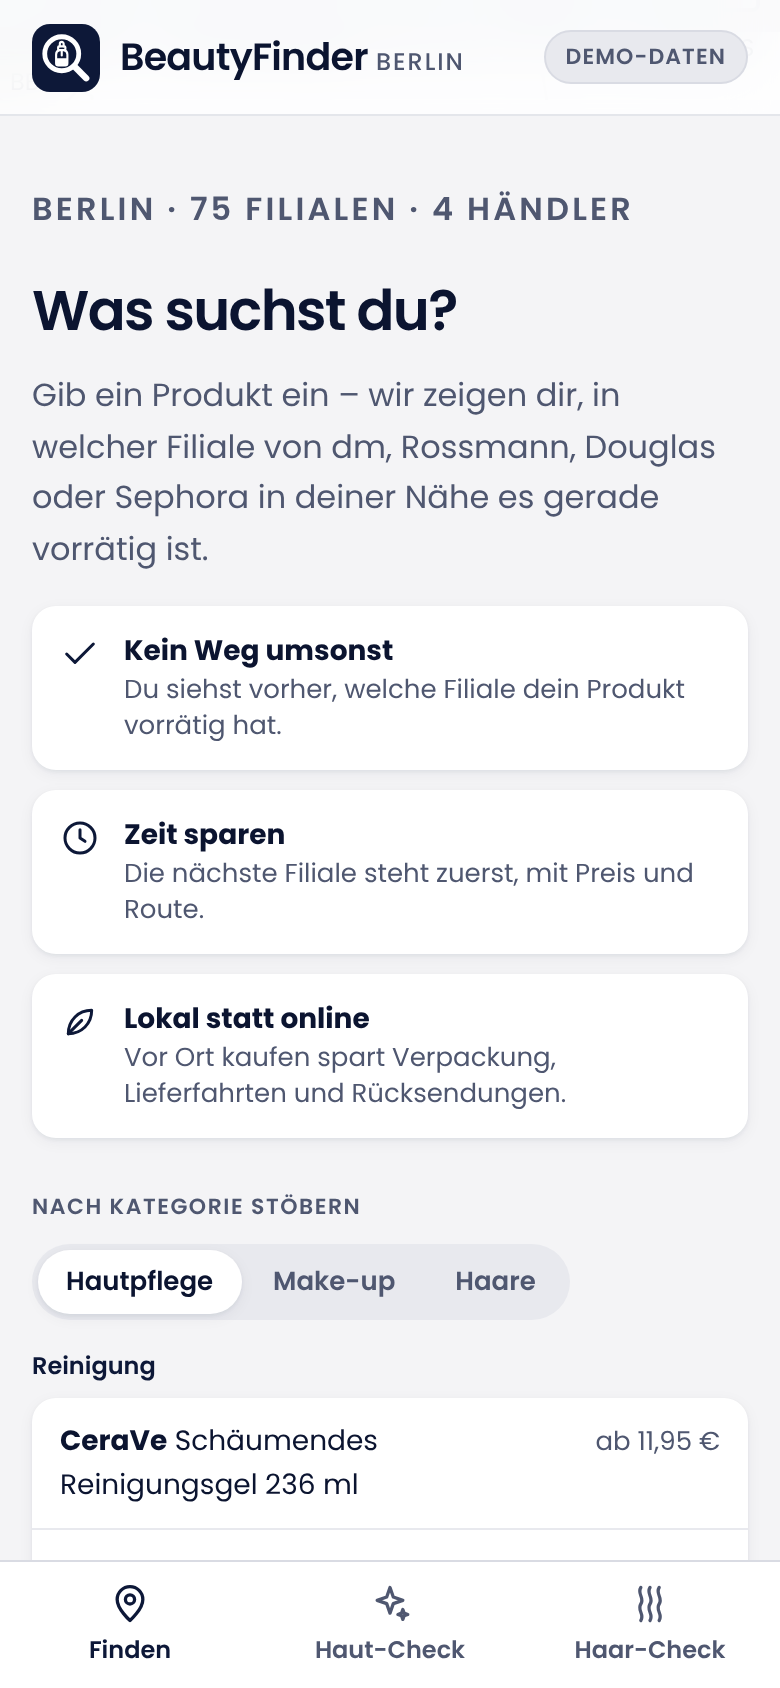 BeautyFinder BERLIN
DEMO-DATEN
BERLIN · 75 FILIALEN · 4 HÄNDLER
Was suchst du?
Gib ein Produkt ein – wir zeigen dir, in
welcher Filiale von dm, Rossmann, Douglas
oder Sephora in deiner Nähe es gerade
vorrätig ist.
Kein Weg umsonst
Du siehst vorher, welche Filiale dein Produkt
vorrätig hat.
Zeit sparen
Die nächste Filiale steht zuerst, mit Preis und
Route.
Lokal statt online
Vor Ort kaufen spart Verpackung,
Lieferfahrten und Rücksendungen.
NACH KATEGORIE STÖBERN
Hautpflege
Make-up
Haare
Reinigung
CeraVe Schäumendes
Reinigungsgel 236 ml
ab 11,95 €
Finden
Haut-Check
Haar-Check